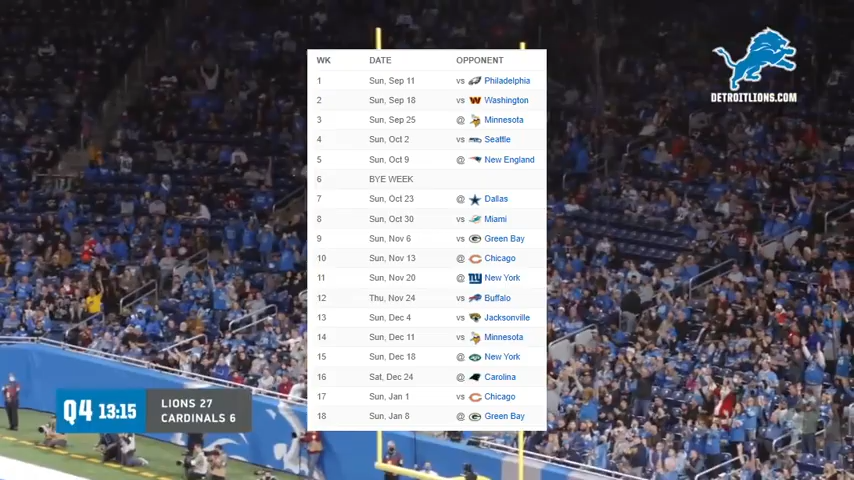 WK DATE OPPONENT
1 Sun, Sep 11 vs Philadelphia
2 Sun, Sep 18 vs Washington
3 Sun, Sep 25 @ Minnesota
4 Sun, Oct 2 vs Seattle
5 Sun, Oct 9 @ New England
6 BYE WEEK
7 Sun, Oct 23 @ Dallas
8 Sun, Oct 30 vs Miami
9 Sun, Nov 6 vs Green Bay
10 Sun, Nov 13 @ Chicago
11 Sun, Nov 20 @ New York
12 Thu, Nov 24 vs Buffalo
13 Sun, Dec 4 vs Jacksonville
14 Sun, Dec 11 vs Minnesota
15 Sun, Dec 18 @ New York
16 Sat, Dec 24 @ Carolina
17 Sun, Jan 1 vs Chicago
18 Sun, Jan 8 @ Green Bay
DETROITLIONS.COM
Q4 13:15
LIONS 27
CARDINALS 6